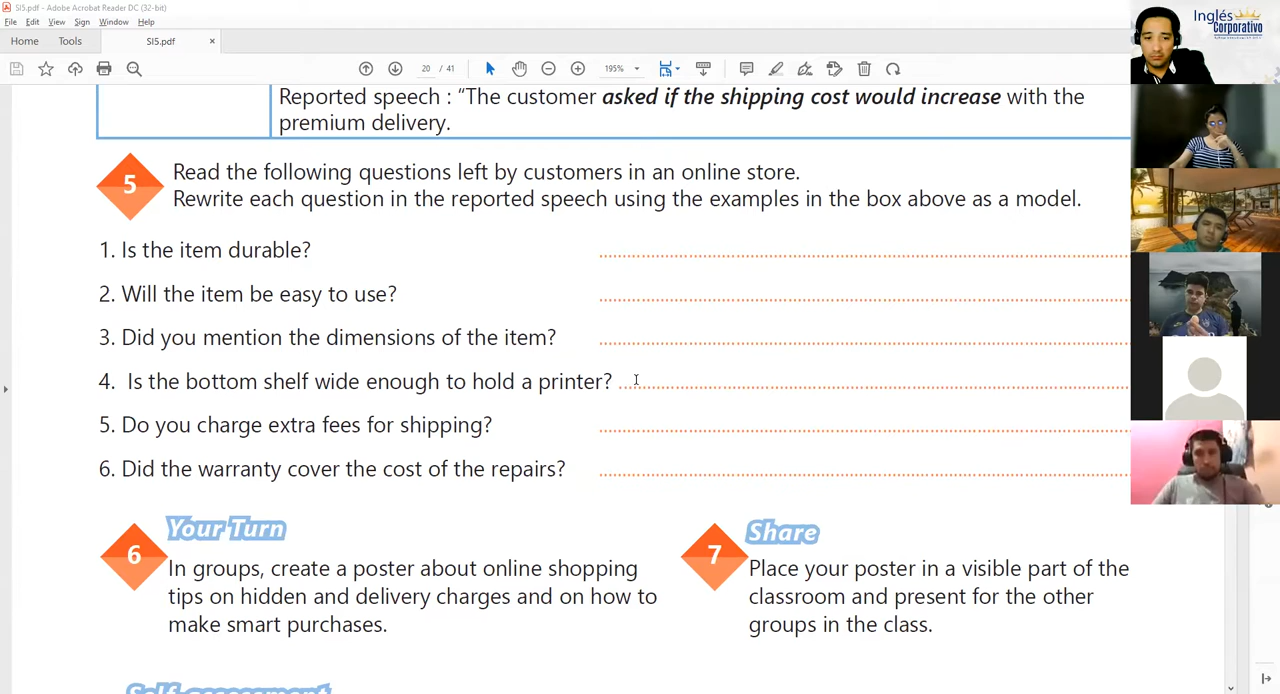 SI5.pdf - Adobe Acrobat Reader DC (32-bit)
File Edit View Sign Window Help
Home Tools SI5.pdf ×
20 / 41 195%
Inglés
Corporativo
Reported speech : “The customer asked if the shipping cost would increase with the
premium delivery.
5
Read the following questions left by customers in an online store.
Rewrite each question in the reported speech using the examples in the box above as a model.
1. Is the item durable?
2. Will the item be easy to use?
3. Did you mention the dimensions of the item?
4. Is the bottom shelf wide enough to hold a printer?
5. Do you charge extra fees for shipping?
6. Did the warranty cover the cost of the repairs?
6
Your Turn
In groups, create a poster about online shopping
tips on hidden and delivery charges and on how to
make smart purchases.
7
Share
Place your poster in a visible part of the
classroom and present for the other
groups in the class.
Self-assessment